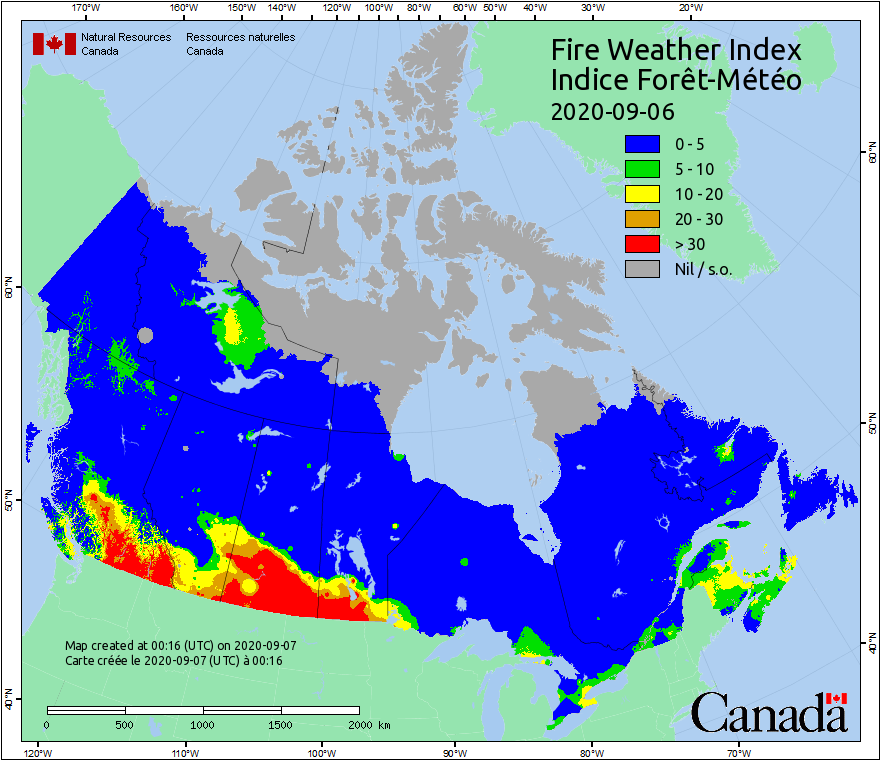 170°W 160°W 150°W 140°W 130°W 120°W 110°W 100°W 90°W 80°W 70°W 60°W 50°W 40°W 30°W 20°W
Natural Resources Ressources naturelles
Canada Canada
Fire Weather Index
Indice Forêt-Météo
2020-09-06
0 - 5
5 - 10
10 - 20
20 - 30
> 30
Nil / s.o.
60°N
60°N
50°N
50°N
40°N
40°N
Map created at 00:16 (UTC) on 2020-09-07
Carte créée le 2020-09-07 (UTC) à 00:16
0 500 1000 1500 2000 km
Canada
120°W 110°W 100°W 90°W 80°W 70°W